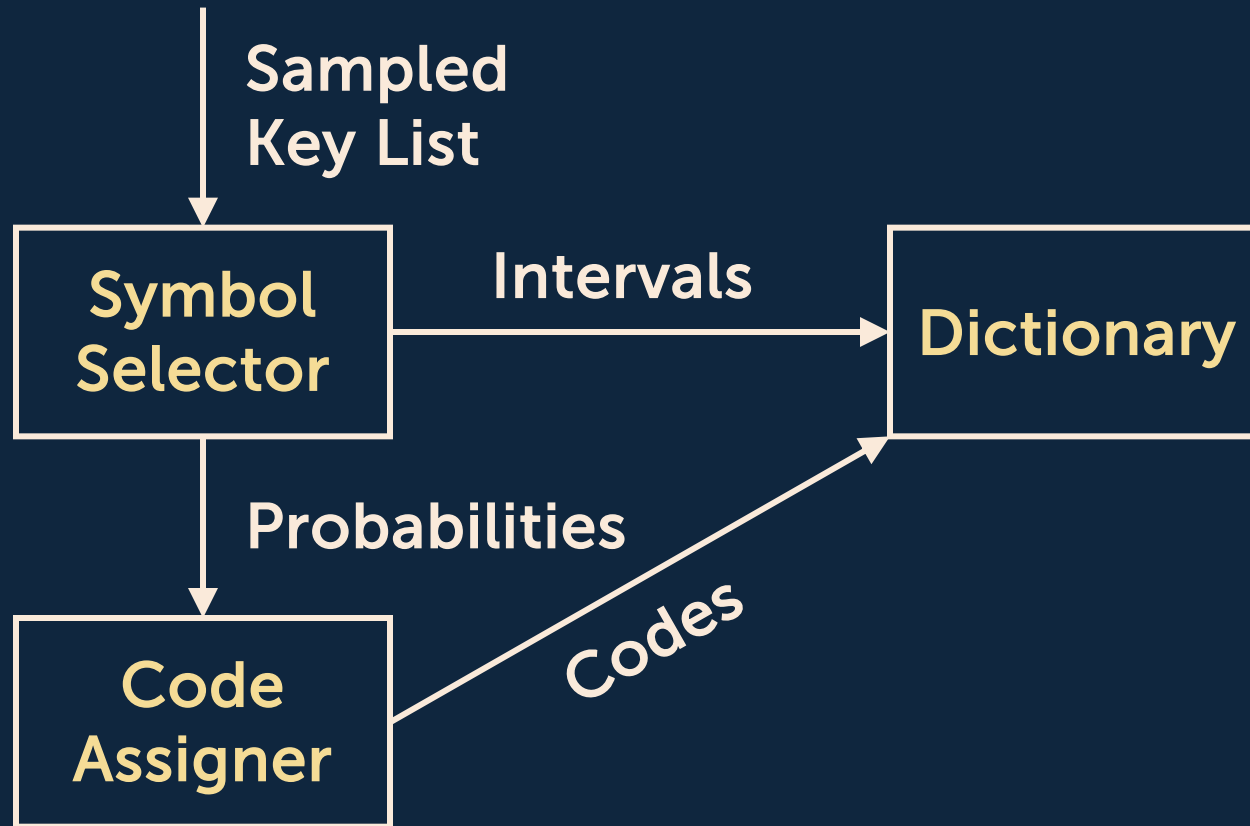 Sampled
Key List
Symbol
Selector
Intervals
Dictionary
Probabilities
Codes
Code
Assigner